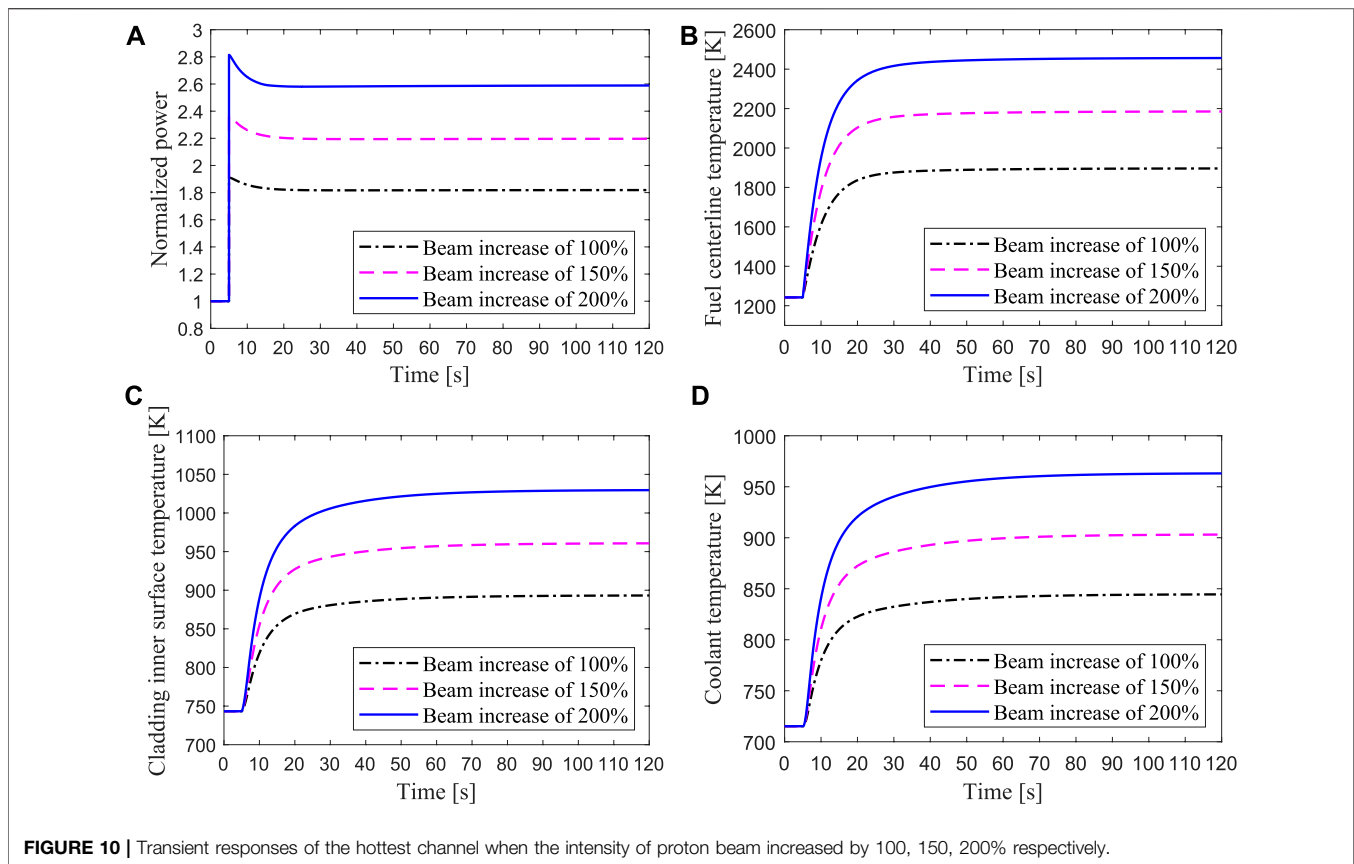 A
Normalized power
3
2.8
2.6
2.4
2.2
2
1.8
1.6
1.4
1.2
1
0.8
0 10 20 30 40 50 60 70 80 90 100 110 120
Time [s]
Beam increase of 100%
Beam increase of 150%
Beam increase of 200%
B
Fuel centerline temperature [K]
2600
2400
2200
2000
1800
1600
1400
1200
0 10 20 30 40 50 60 70 80 90 100 110 120
Time [s]
Beam increase of 100%
Beam increase of 150%
Beam increase of 200%
C
Cladding inner surface temperature [K]
1100
1050
1000
950
900
850
800
750
700
0 10 20 30 40 50 60 70 80 90 100 110 120
Time [s]
Beam increase of 100%
Beam increase of 150%
Beam increase of 200%
D
Coolant temperature [K]
1000
950
900
850
800
750
700
0 10 20 30 40 50 60 70 80 90 100 110 120
Time [s]
Beam increase of 100%
Beam increase of 150%
Beam increase of 200%
FIGURE 10 | Transient responses of the hottest channel when the intensity of proton beam increased by 100, 150, 200% respectively.